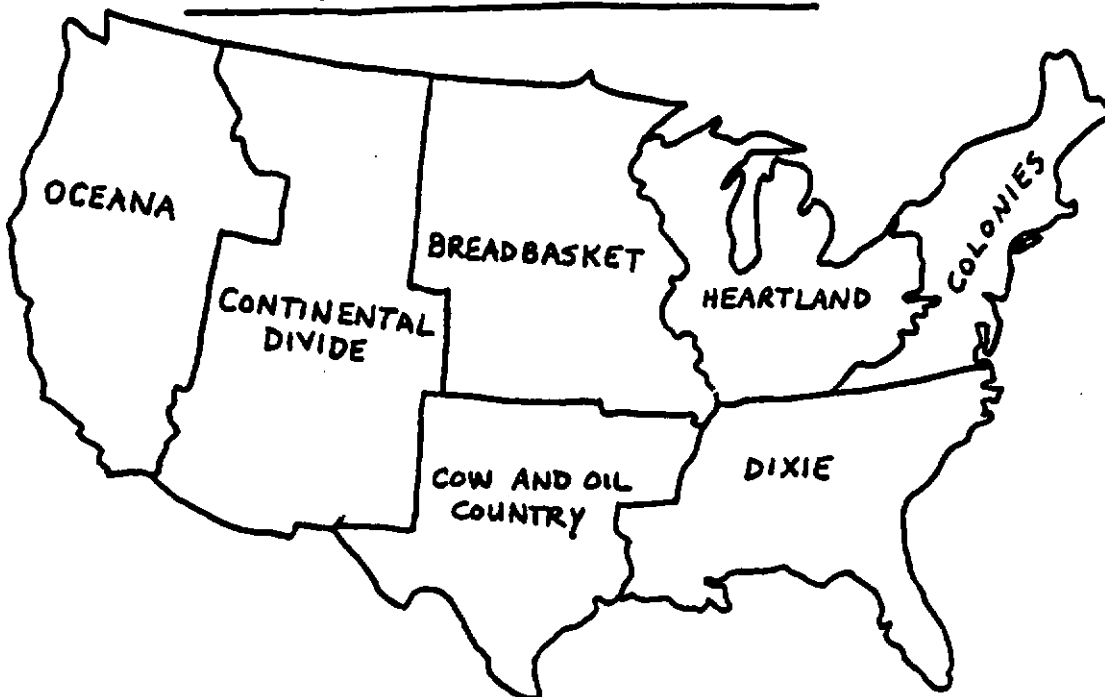 OCEANA
CONTINENTAL
DIVIDE
BREADBASKET
HEARTLAND
COLONIES
COW AND OIL
COUNTRY
DIXIE